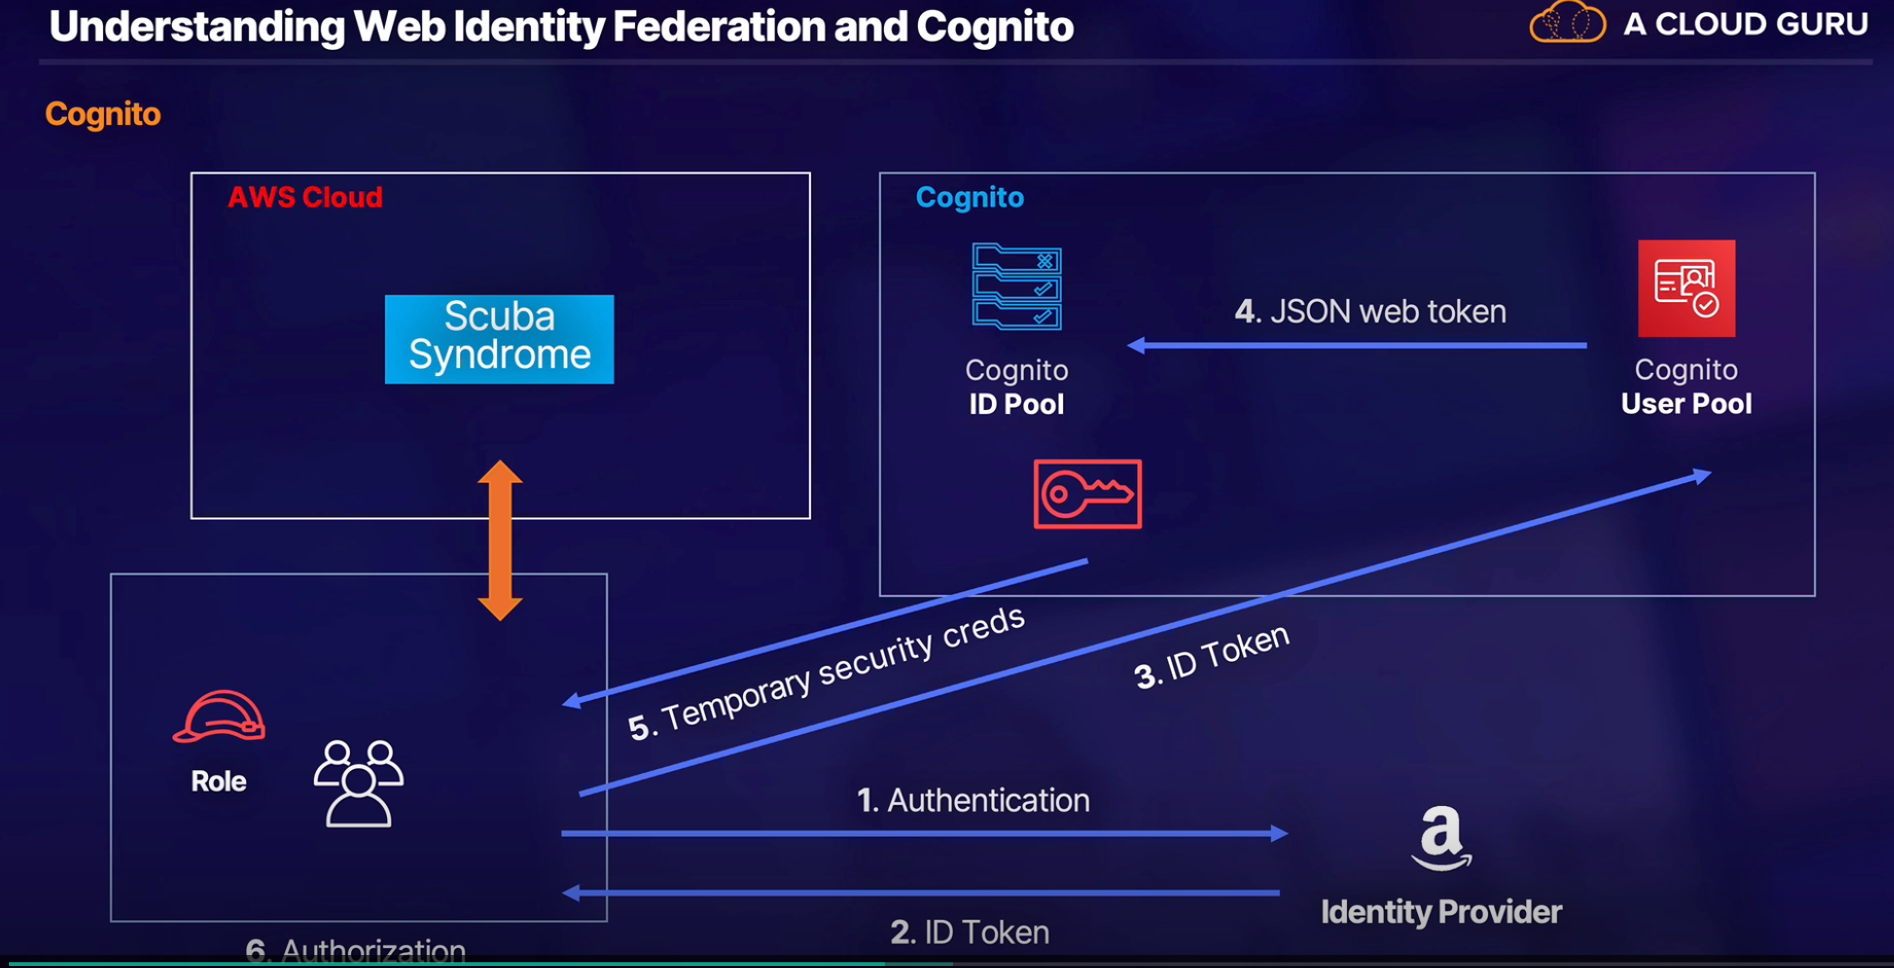 Understanding Web Identity Federation and Cognito
A CLOUD GURU
Cognito
AWS Cloud
Scuba
Syndrome
Cognito
Cognito
ID Pool
4. JSON web token
Cognito
User Pool
5. Temporary security creds
3. ID Token
Role
1. Authentication
2. ID Token
a
Identity Provider
6. Authorization